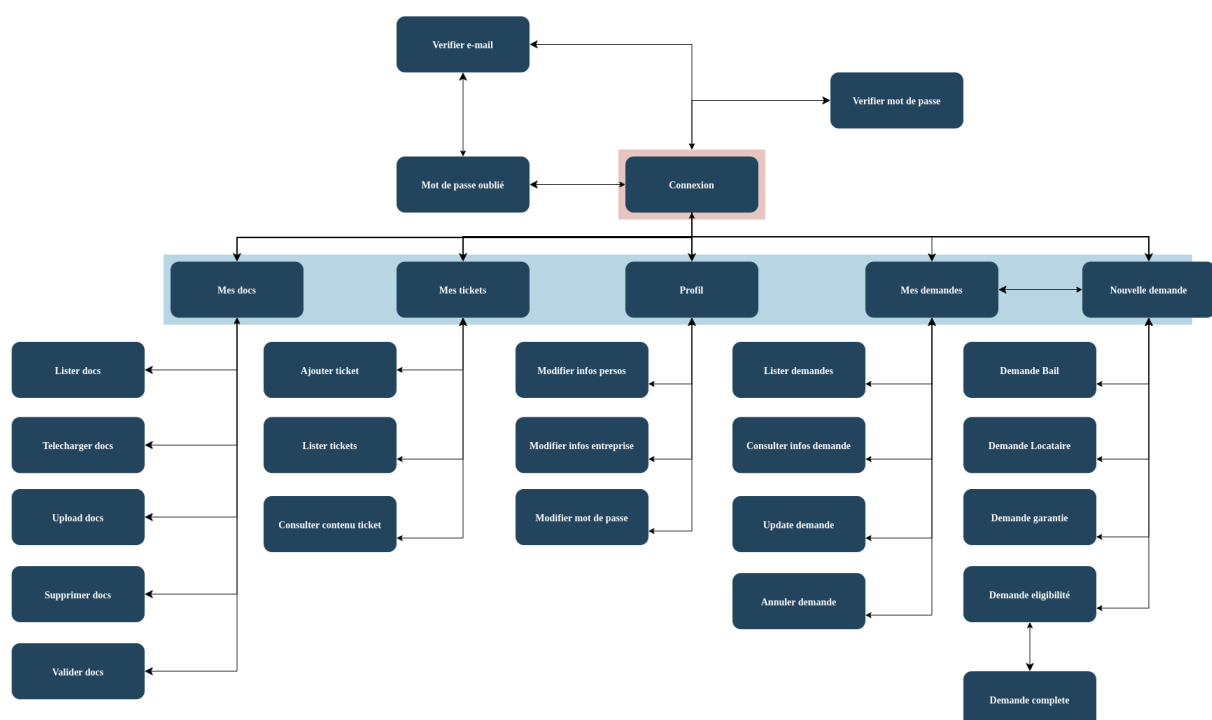 Verifier e-mail
Verifier mot de passe
Mot de passe oublié
Connexion
Mes docs
Mes tickets
Profil
Mes demandes
Nouvelle demande
Lister docs
Ajouter ticket
Modifier infos persos
Lister demandes
Demande Bail
Telecharger docs
Lister tickets
Modifier infos entreprise
Consulter infos demande
Demande Locataire
Upload docs
Consulter contenu ticket
Modifier mot de passe
Update demande
Demande garantie
Supprimer docs
Annuler demande
Demande eligibilité
Valider docs
Demande complete